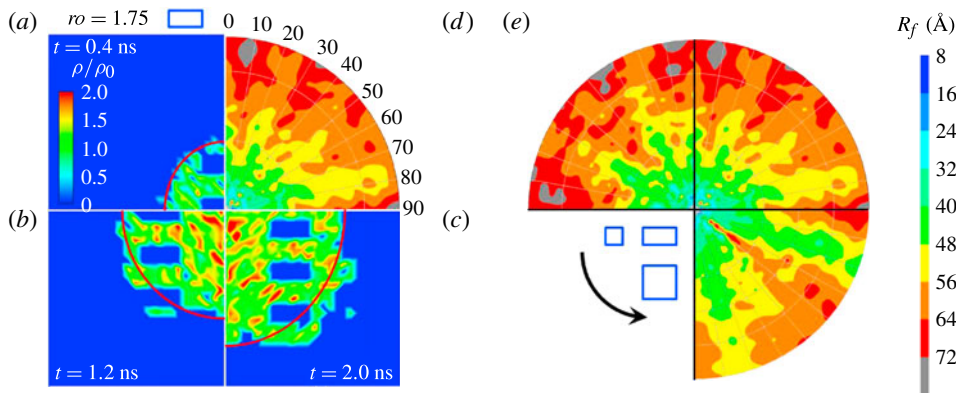 (a) ro = 1.75
t = 0.4 ns
ρ/ρ0
2.0
1.5
1.0
0.5
0
0 10 20 30 40 50 60 70 80 90
(b)
t = 1.2 ns
t = 2.0 ns
(c)
(d)
(e)
Rf (Å)
8
16
24
32
40
48
56
64
72